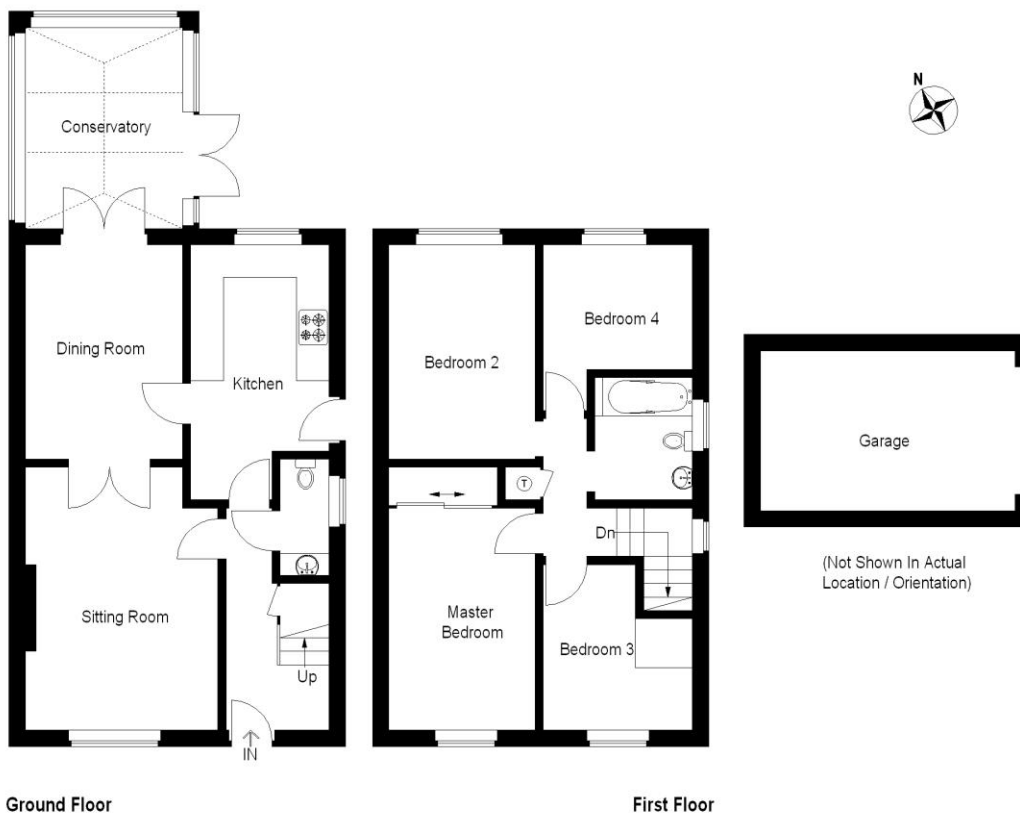 N
Conservatory
Dining Room
Kitchen
Sitting Room
Up
IN
Bedroom 2
Bedroom 4
T
Dn
Master
Bedroom
Bedroom 3
Garage
(Not Shown In Actual
Location / Orientation)
Ground Floor
First Floor